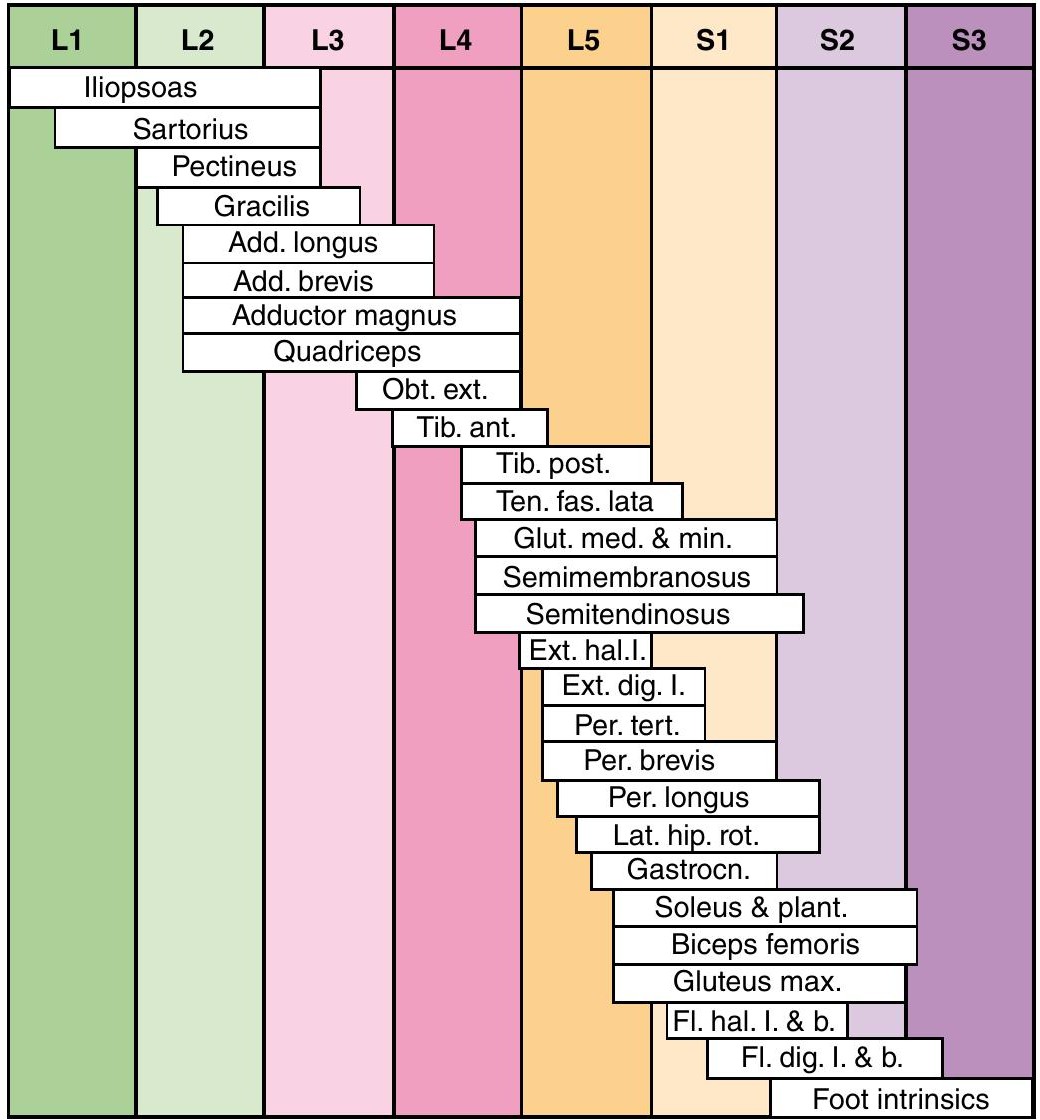 L1 L2 L3 L4 L5 S1 S2 S3
Iliopsoas
Sartorius
Pectineus
Gracilis
Add. longus
Add. brevis
Adductor magnus
Quadriceps
Obt. ext.
Tib. ant.
Tib. post.
Ten. fas. lata
Glut. med. & min.
Semimembranosus
Semitendinosus
Ext. hal.l.
Ext. dig. l.
Per. tert.
Per. brevis
Per. longus
Lat. hip. rot.
Gastrocn.
Soleus & plant.
Biceps femoris
Gluteus max.
Fl. hal. l. & b.
Fl. dig. l. & b.
Foot intrinsics